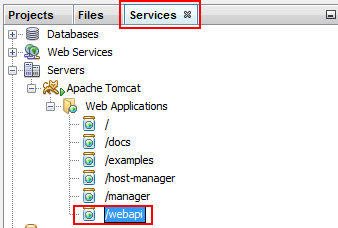 Projects Files Services
Databases
Web Services
Servers
Apache Tomcat
Web Applications
/
/docs
/examples
/host-manager
/manager
/webapi